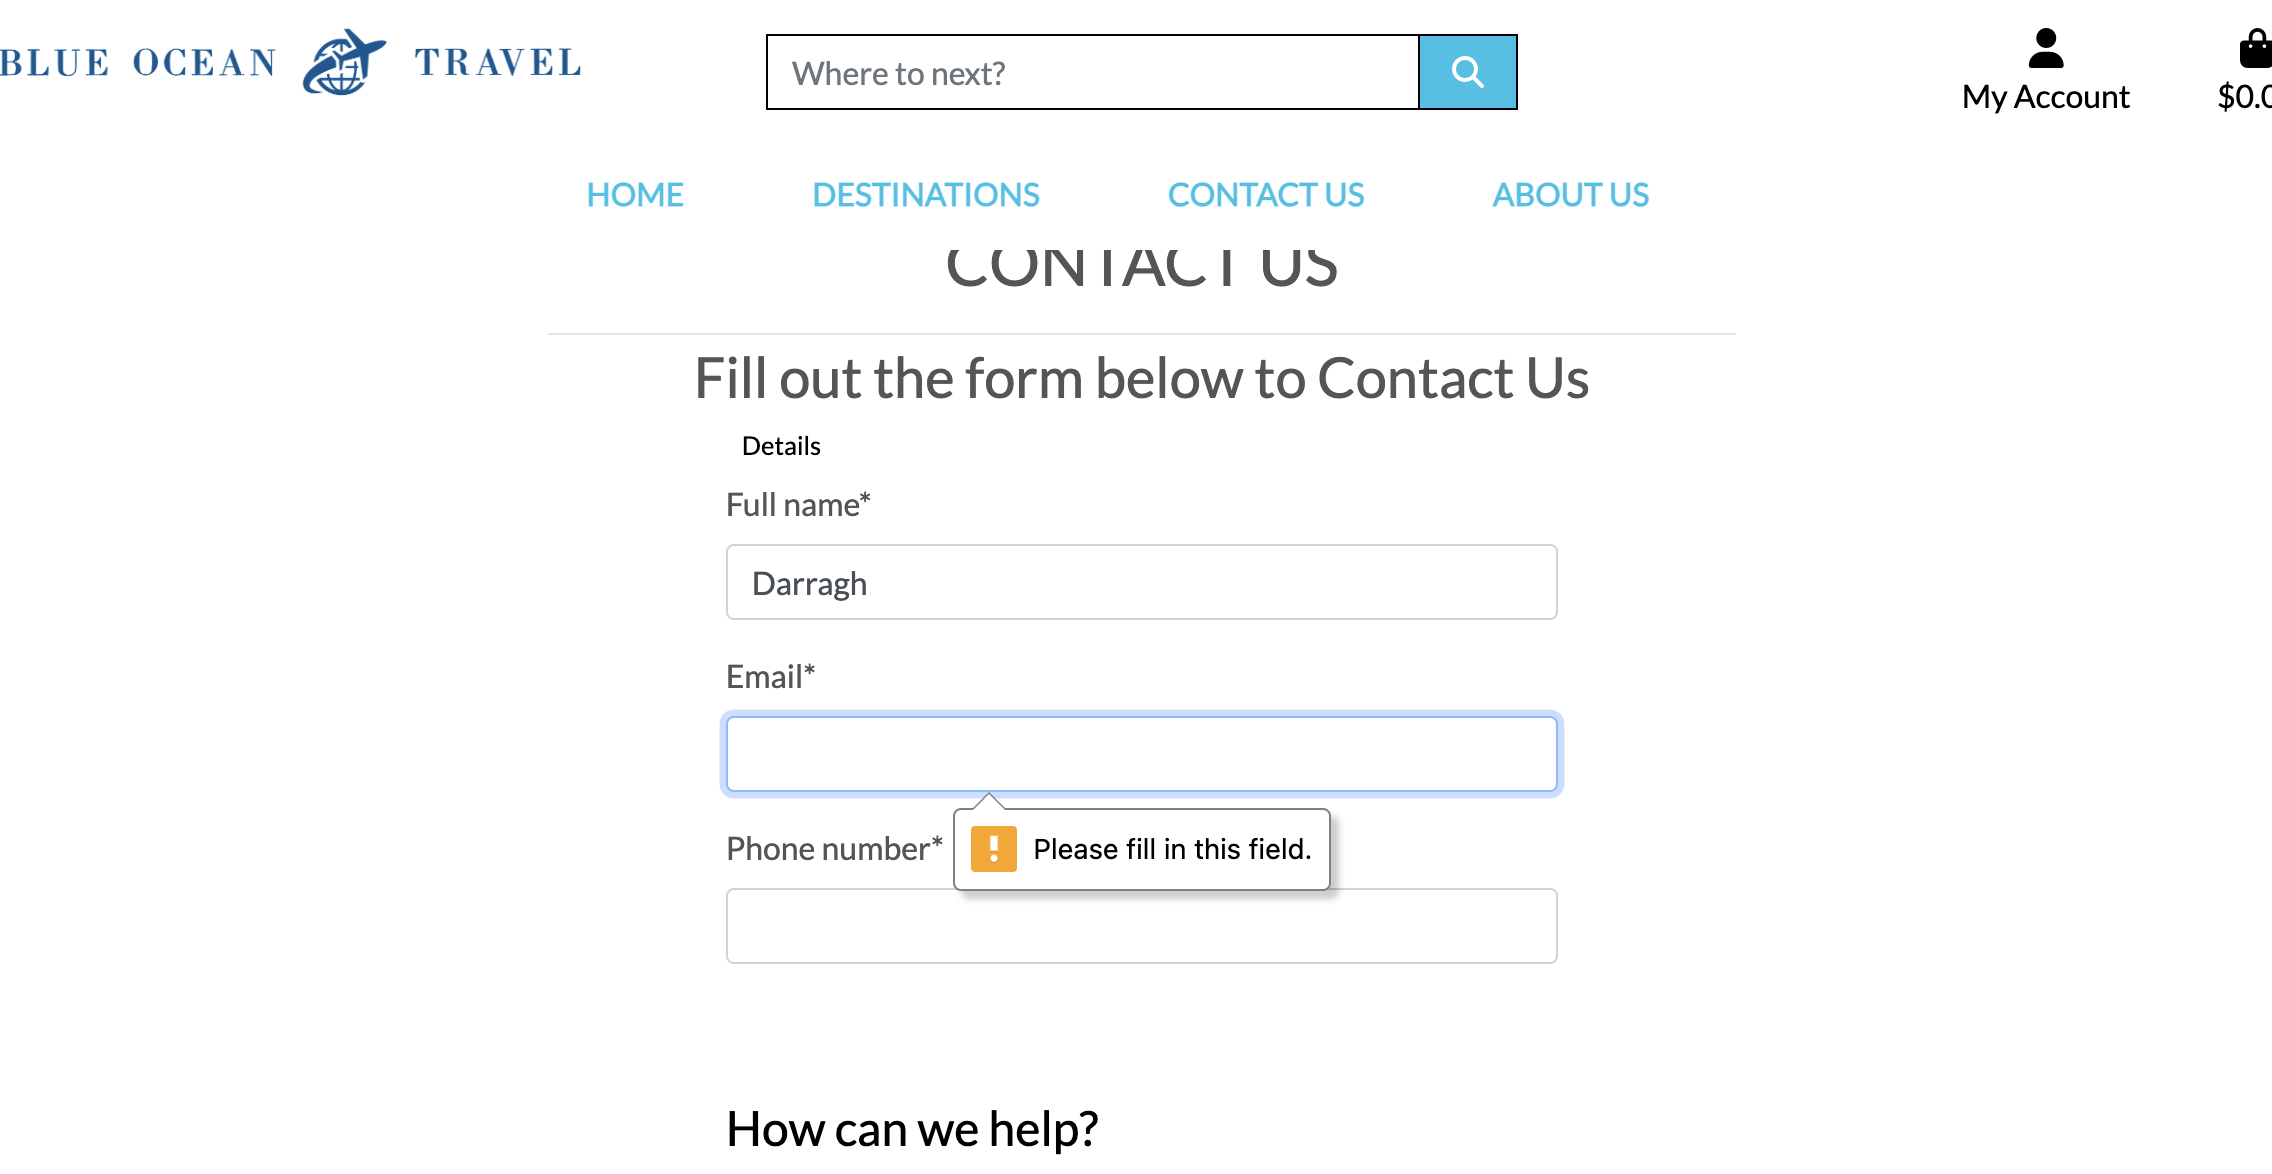 BLUE OCEAN TRAVEL
Where to next?
My Account
$0.0
HOME DESTINATIONS CONTACT US ABOUT US
CONTACT US
Fill out the form below to Contact Us
Details
Full name*
Darragh
Email*
Please fill in this field.
Phone number*
How can we help?